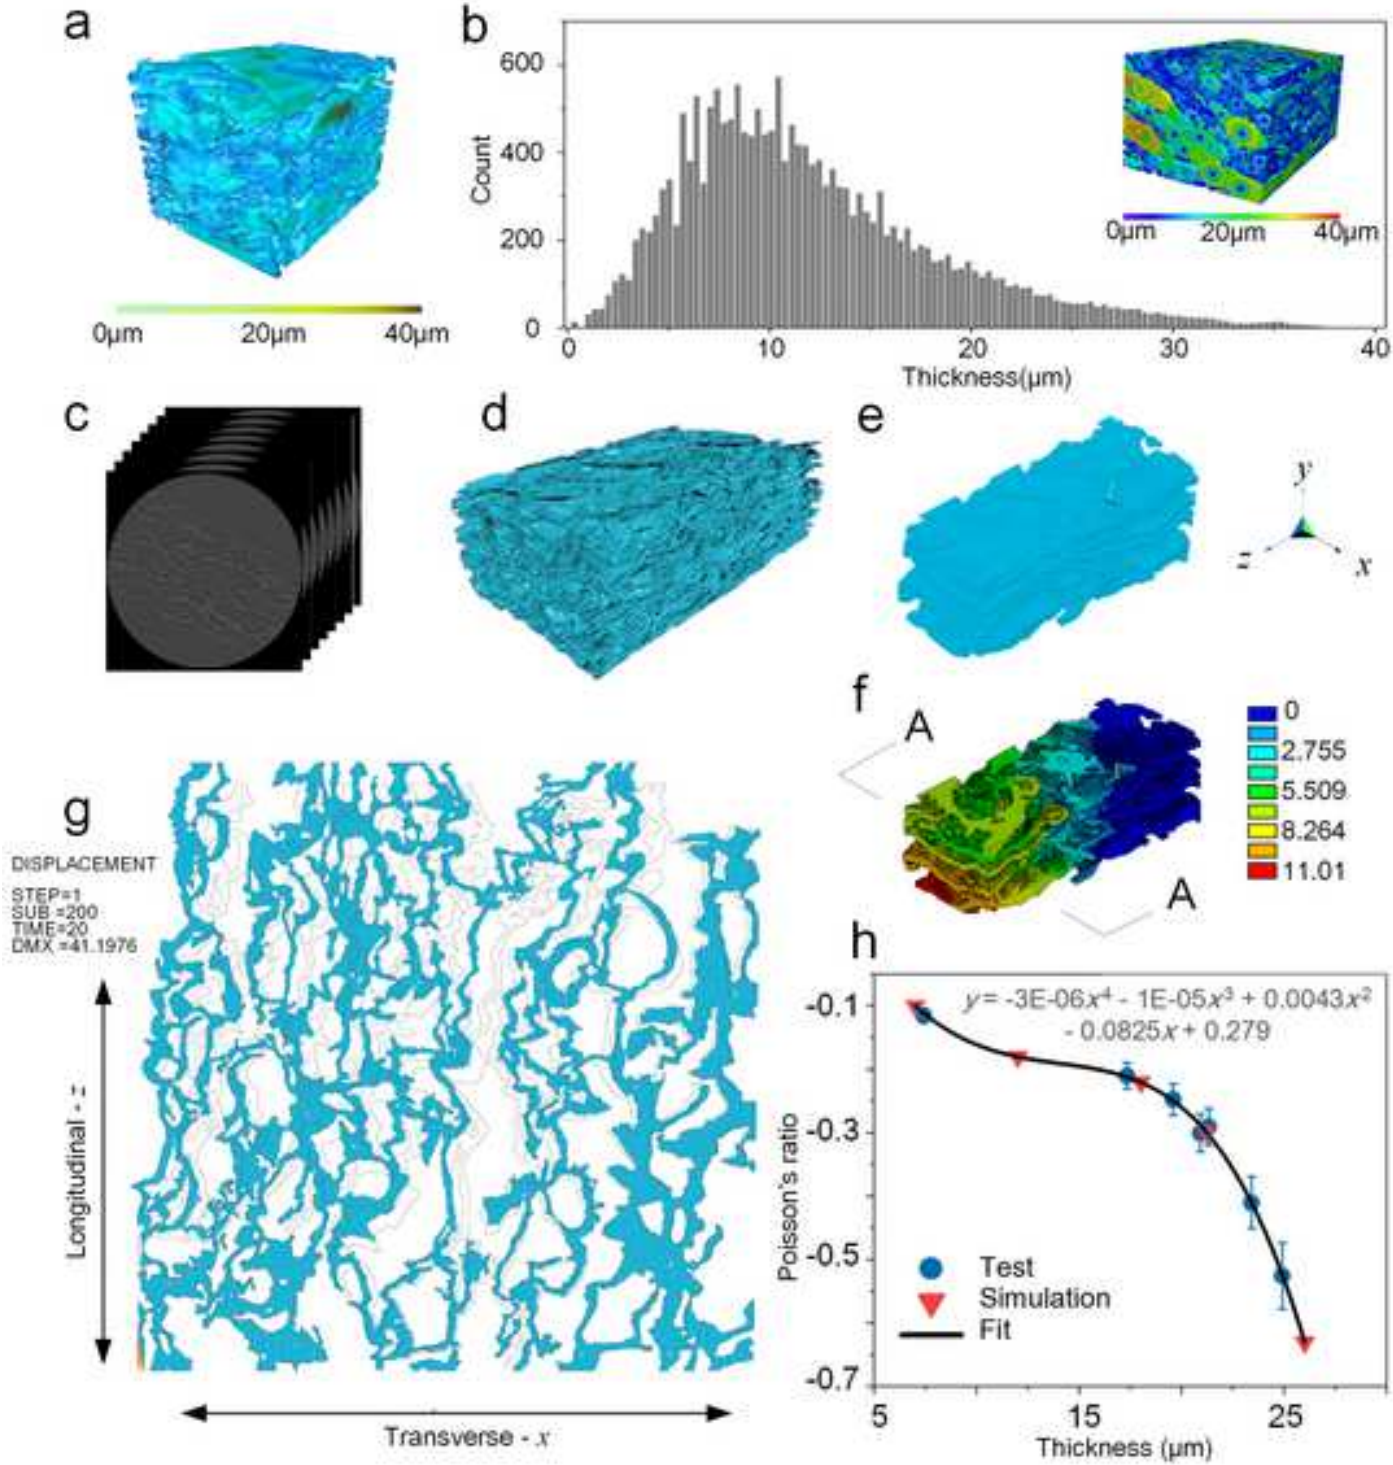 a
0µm 20µm 40µm
b
Count
600
400
200
0
0 10 20 30 40
Thickness(µm)
0µm 20µm 40µm
c
d
e
y
z
x
f
A
A
0
2.755
5.509
8.264
11.01
g
DISPLACEMENT
STEP=1
SUB =200
TIME=20
DMX =41.1976
Longitudinal - z
Transverse - x
h
y = -3E-06x⁴ - 1E-05x³ + 0.0043x²
- 0.0825x + 0.279
Poisson's ratio
-0.1
-0.3
-0.5
-0.7
Test
Simulation
Fit
5 15 25
Thickness (µm)